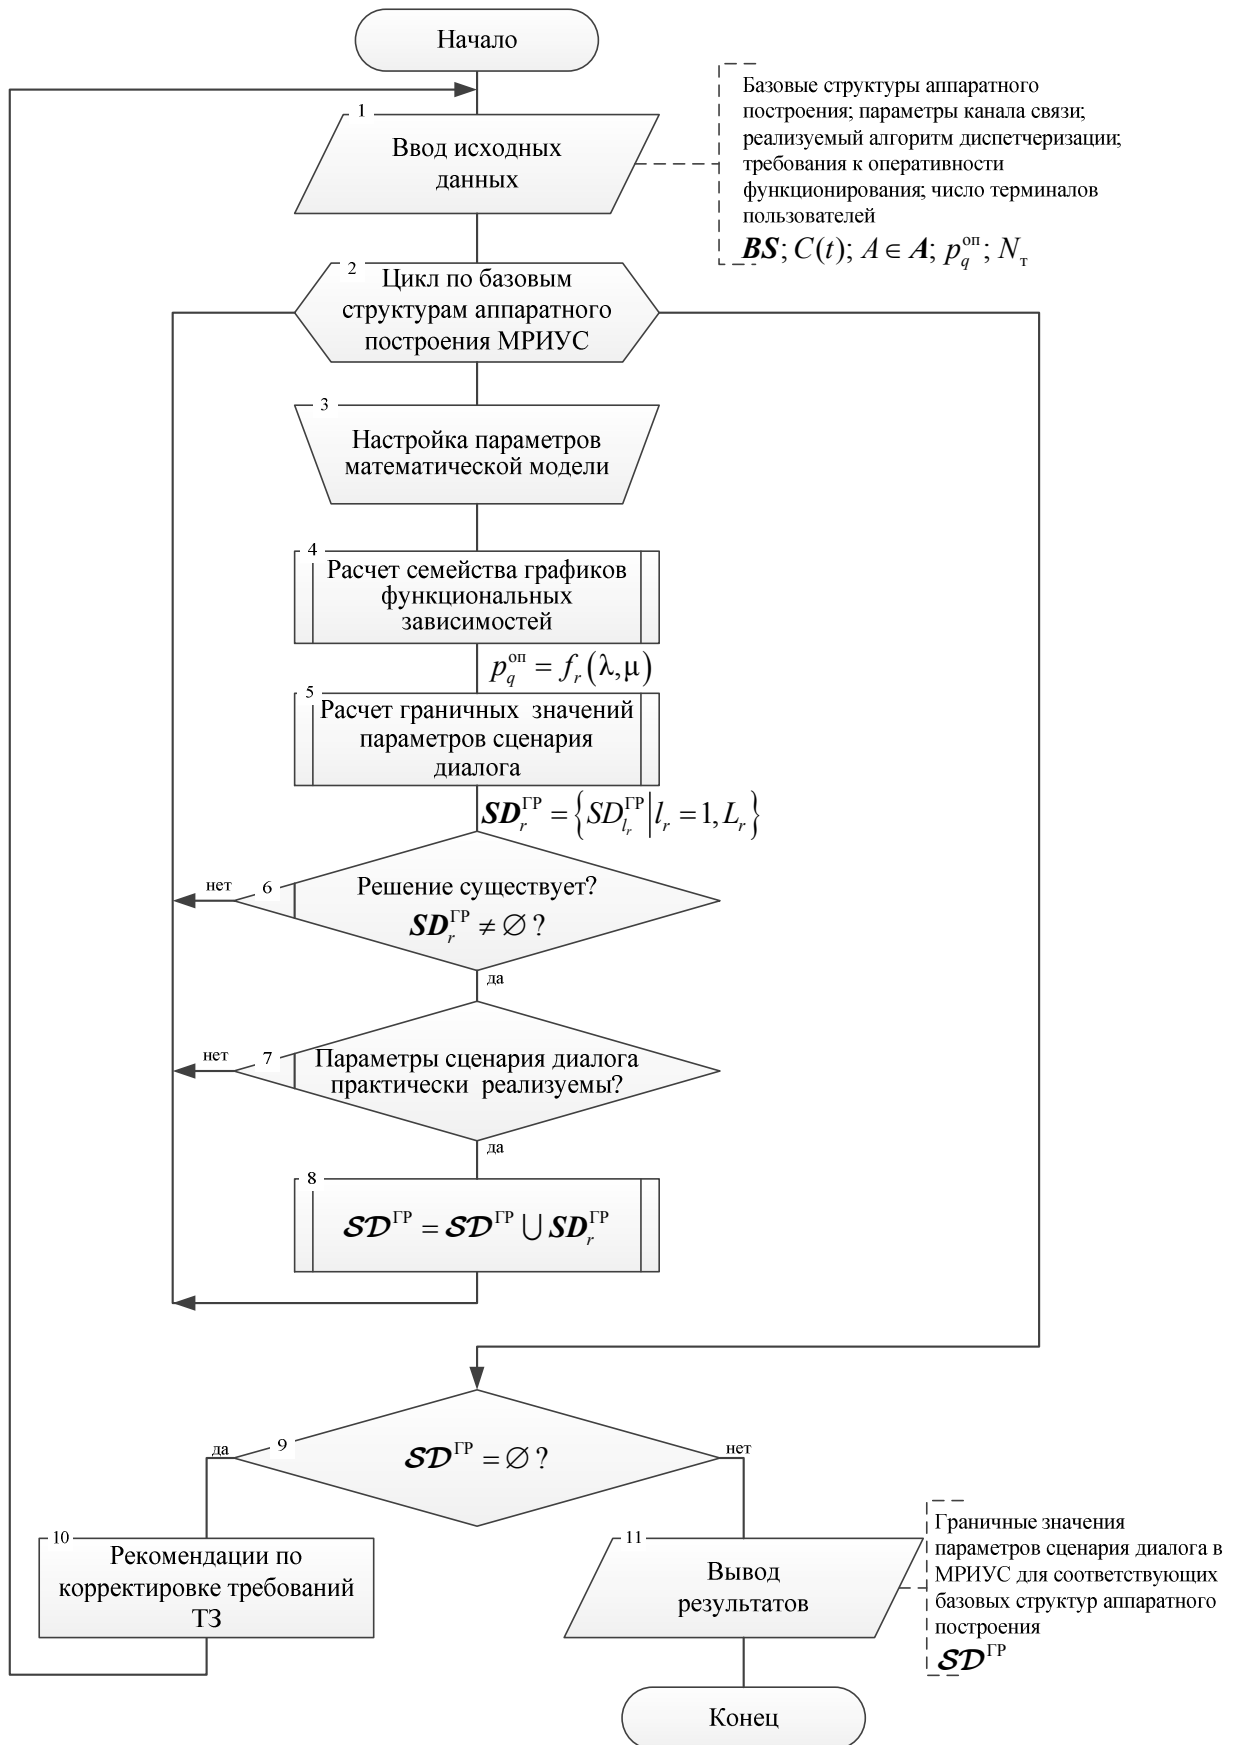 Начало
Базовые структуры аппаратного
построения; параметры канала связи;
реализуемый алгоритм диспетчеризации;
требования к оперативности
функционирования; число терминалов
пользователей
BS; C(t); A ∈ A; p_q^оп; N_т
1
Ввод исходных
данных
2
Цикл по базовым
структурам аппаратного
построения МРИУС
3
Настройка параметров
математической модели
4
Расчет семейства графиков
функциональных
зависимостей
p_q^оп = f_r(λ,μ)
5
Расчет граничных значений
параметров сценария
диалога
SD_r^ГР = {SD_{l_r}^ГР | l_r = 1, L_r}
нет
6
Решение существует?
SD_r^ГР ≠ ∅ ?
да
нет
7
Параметры сценария диалога
практически реализуемы?
да
8
𝓢𝓓^ГР = 𝓢𝓓^ГР ∪ SD_r^ГР
да
9
𝓢𝓓^ГР = ∅ ?
нет
10
Рекомендации по
корректировке требований
ТЗ
11
Вывод
результатов
Граничные значения
параметров сценария диалога в
МРИУС для соответствующих
базовых структур аппаратного
построения
𝓢𝓓^ГР
Конец